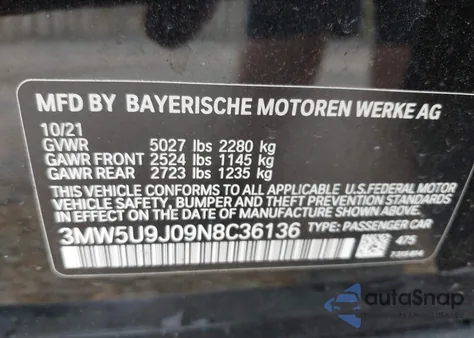 MFD BY BAYERISCHE MOTOREN WERKE AG
10/21
GVWR 5027 lbs 2280 kg
GAWR FRONT 2524 lbs 1145 kg
GAWR REAR 2723 lbs 1235 kg
THIS VEHICLE CONFORMS TO ALL APPLICABLE U.S. FEDERAL MOTOR
VEHICLE SAFETY, BUMPER AND THEFT PREVENTION STANDARDS
IN EFFECT ON THE DATE OF MANUFACTURE SHOWN ABOVE.
3MW5U9J09N8C36136 TYPE: PASSENGER CAR
475
autoSnap